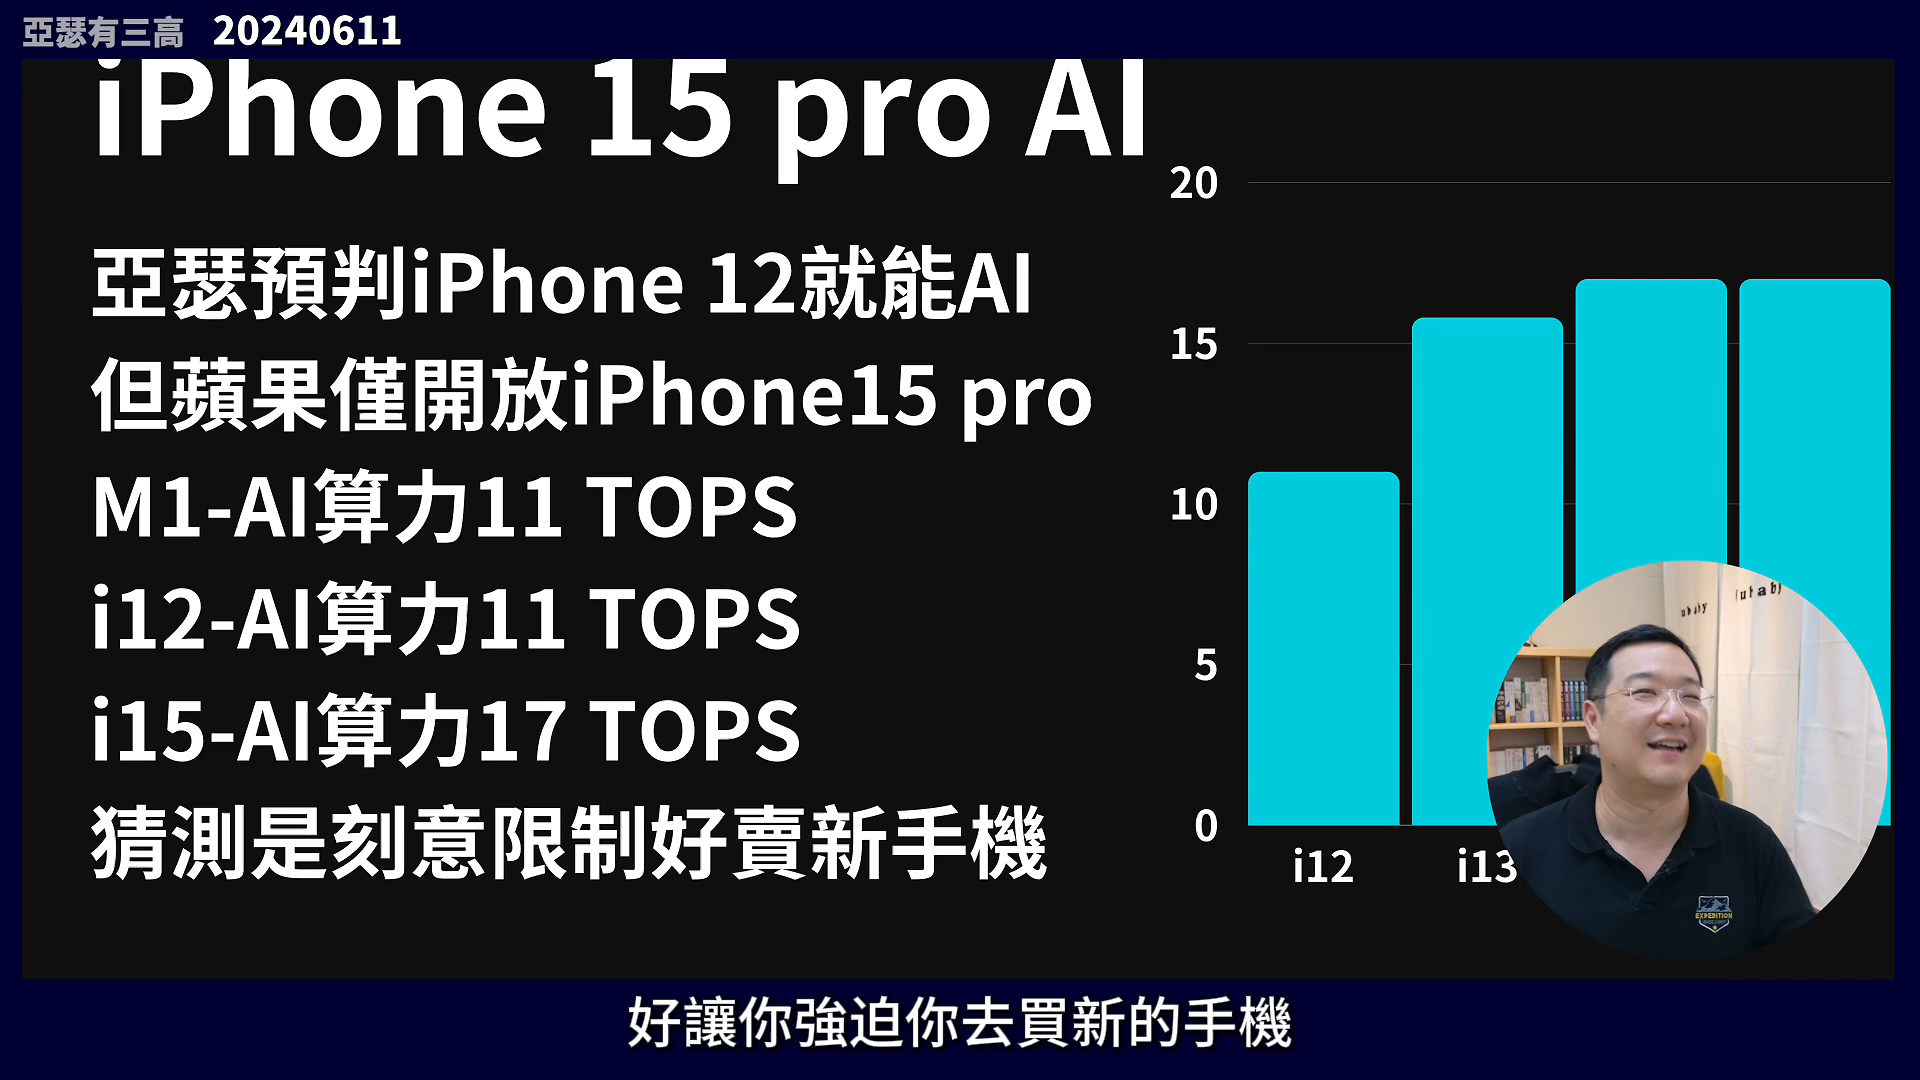 亞瑟有三高 20240611
iPhone 15 pro AI
亞瑟預判iPhone 12就能AI
但蘋果僅開放iPhone15 pro
M1-AI算力11 TOPS
i12-AI算力11 TOPS
i15-AI算力17 TOPS
猜測是刻意限制好賣新手機
20
15
10
5
0
i12
i13
EXPEDITION
好讓你強迫你去買新的手機